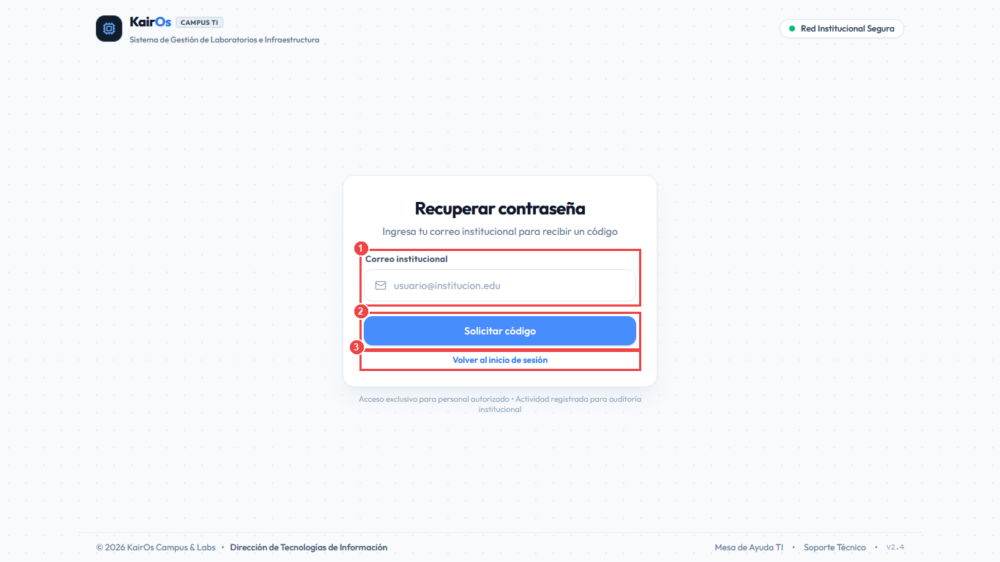 KairOs CAMPUS TI
Sistema de Gestión de Laboratorios e Infraestructura
Red Institucional Segura
Recuperar contraseña
Ingresa tu correo institucional para recibir un código
1
Correo institucional
usuario@institucion.edu
2
Solicitar código
3
Volver al inicio de sesión
Acceso exclusivo para personal autorizado • Actividad registrada para auditoría
institucional
© 2026 KairOs Campus & Labs • Dirección de Tecnologías de Información
Mesa de Ayuda TI • Soporte Técnico • v2.4